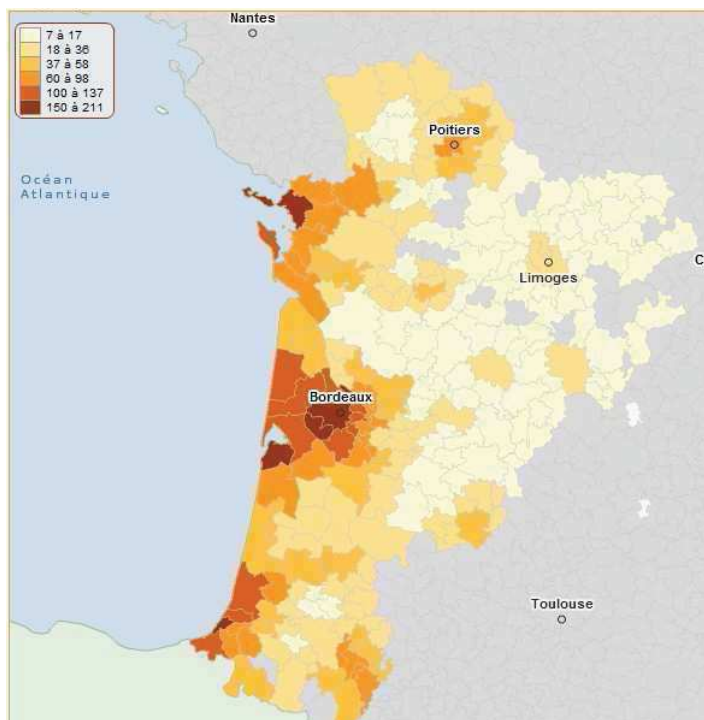 Nantes
7 à 17
18 à 36
37 à 58
60 à 98
100 à 137
150 à 211
Poitiers
Océan
Atlantique
C
Limoges
Bordeaux
Toulouse